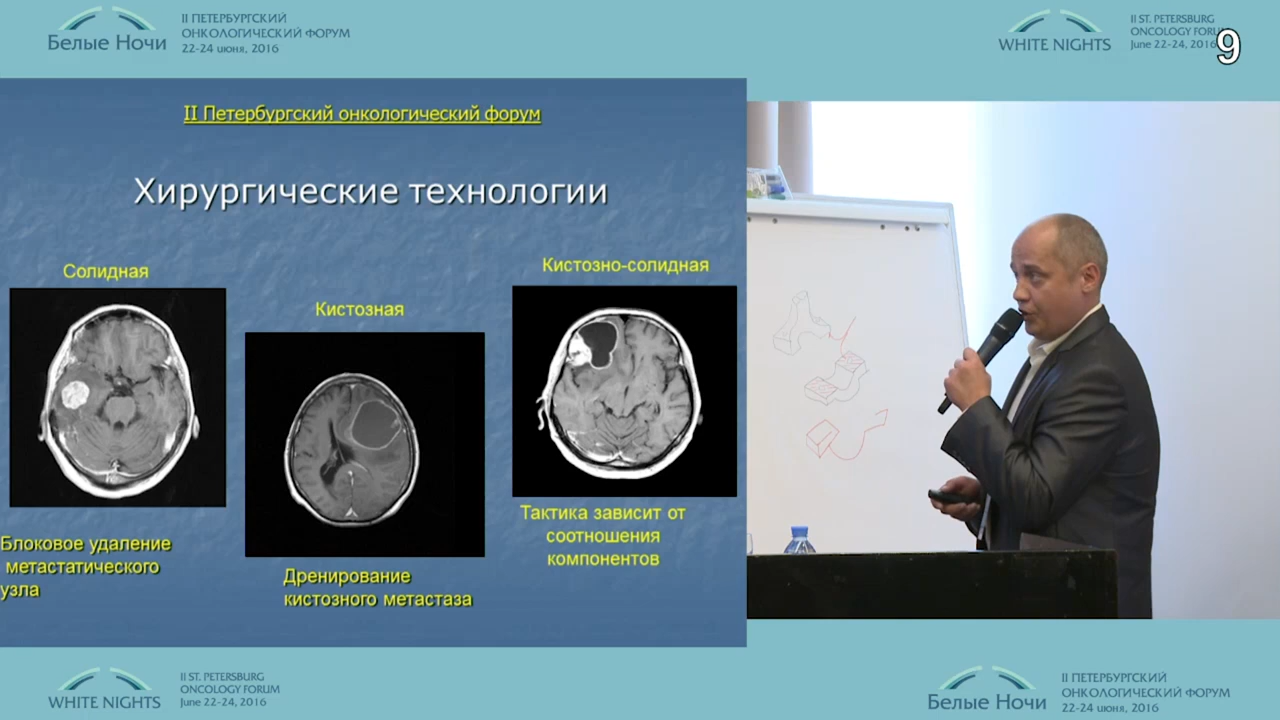 Белые Ночи
II ПЕТЕРБУРГСКИЙ
ОНКОЛОГИЧЕСКИЙ ФОРУМ
22-24 июня, 2016
WHITE NIGHTS
II ST. PETERSBURG
ONCOLOGY FORUM
June 22-24, 2016
9
II Петербургский онкологический форум
Хирургические технологии
Солидная
Кистозная
Кистозно-солидная
Блоковое удаление
метастатического
узла
Дренирование
кистозного метастаза
Тактика зависит от
соотношения
компонентов
WHITE NIGHTS
II ST. PETERSBURG
ONCOLOGY FORUM
June 22-24, 2016
Белые Ночи
II ПЕТЕРБУРГСКИЙ
ОНКОЛОГИЧЕСКИЙ ФОРУМ
22-24 июня, 2016